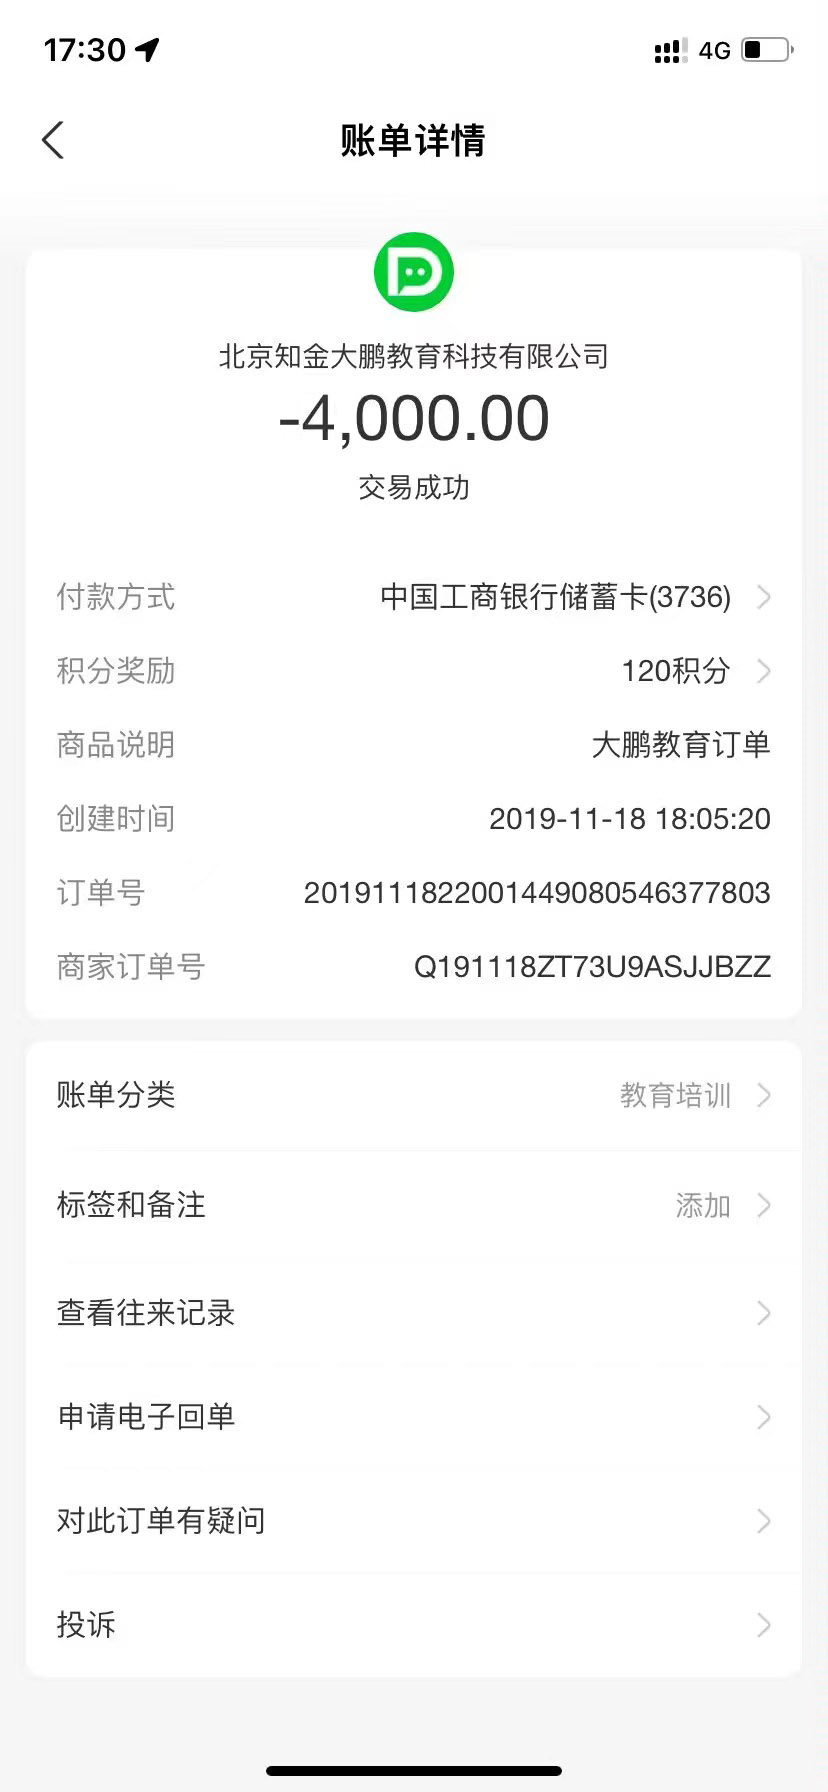 17:30 4G
账单详情
北京知金大鹏教育科技有限公司
-4,000.00
交易成功
付款方式 中国工商银行储蓄卡(3736)
积分奖励 120积分
商品说明 大鹏教育订单
创建时间 2019-11-18 18:05:20
订单号 2019111822001449080546377803
商家订单号 Q191118ZT73U9ASJJBZZ
账单分类 教育培训
标签和备注 添加
查看往来记录
申请电子回单
对此订单有疑问
投诉